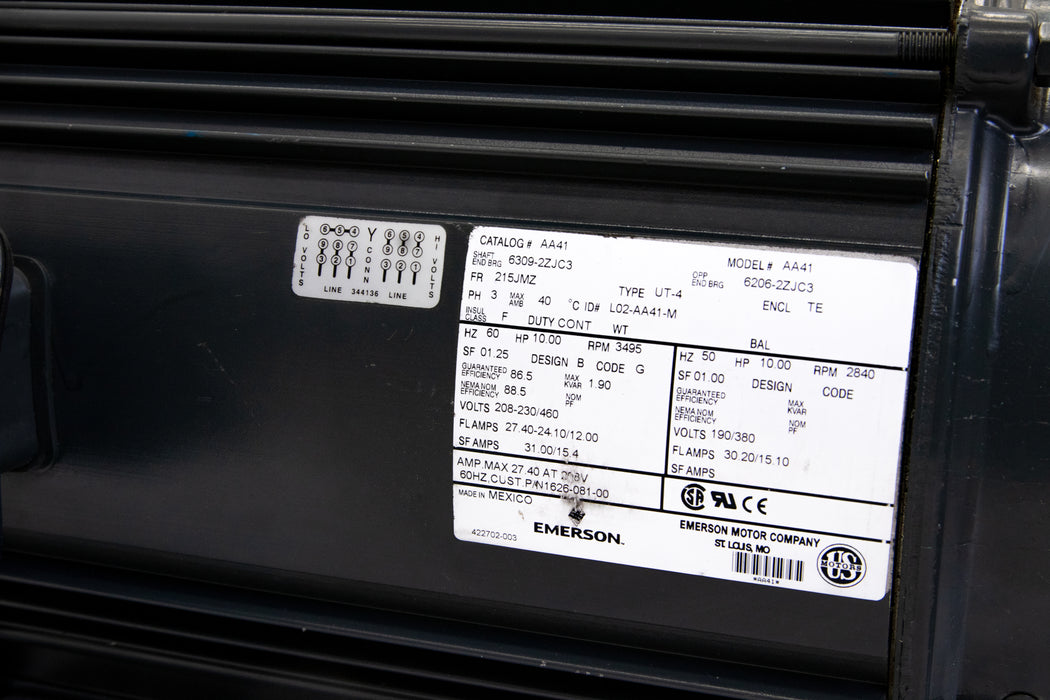 LO VOLTS
6 5 4
9 8 7
3 2 1
Y CONN
6 5 4
9 8 7
3 2 1
HI VOLTS
LINE 344136 LINE
CATALOG # AA41 MODEL # AA41
SHAFT END BRG 6309-2ZJC3 OPP END BRG 6206-2ZJC3
FR 215JMZ TYPE UT-4 ENCL TE
PH 3 MAX AMB 40 °C ID# L02-AA41-M
INSUL CLASS F DUTY CONT WT BAL
HZ 60 HP 10.00 RPM 3495
SF 01.25 DESIGN B CODE G
GUARANTEED EFFICIENCY 86.5 MAX KVAR 1.90
NEMA NOM EFFICIENCY 88.5 NOM PF
VOLTS 208-230/460
FL AMPS 27.40-24.10/12.00
SF AMPS 31.00/15.4
HZ 50 HP 10.00 RPM 2840
SF 01.00 DESIGN CODE
GUARANTEED EFFICIENCY MAX KVAR
NEMA NOM EFFICIENCY NOM PF
VOLTS 190/380
FL AMPS 30.20/15.10
SF AMPS
AMP. MAX 27.40 AT 208V
60HZ, CUST. P/N1626-081-00
MADE IN MEXICO
422702-003
EMERSON™
SA RU CE
EMERSON MOTOR COMPANY
ST. LOUIS, MO
*AA41*
US MOTORS